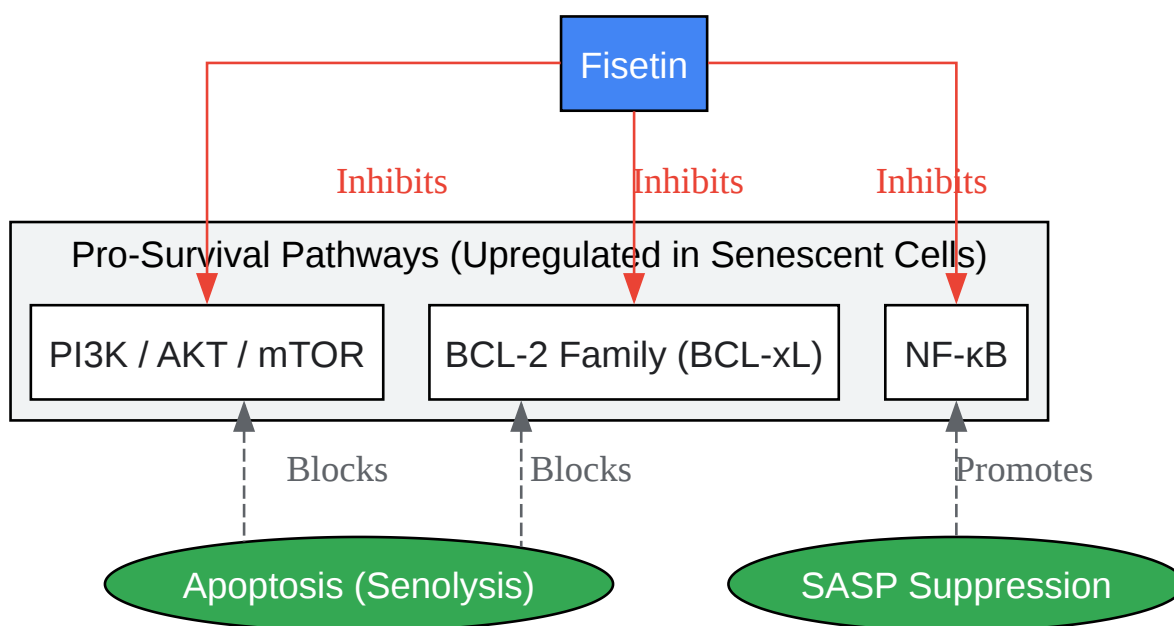 Fisetin
Inhibits
Inhibits
Inhibits
Pro-Survival Pathways (Upregulated in Senescent Cells)
PI3K / AKT / mTOR
BCL-2 Family (BCL-xL)
NF-κB
Blocks
Blocks
Promotes
Apoptosis (Senolysis)
SASP Suppression